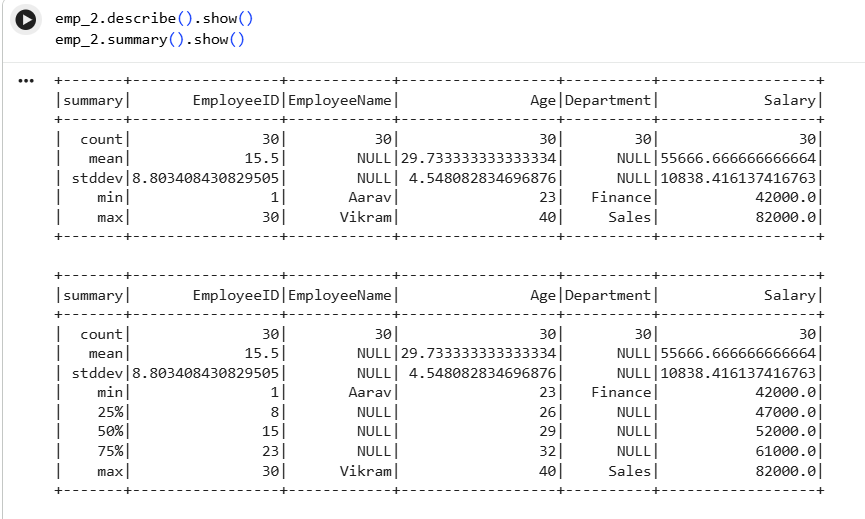 emp_2.describe().show()
emp_2.summary().show()
+-------+-----------------+------------+------------------+----------+------------------+
|summary|       EmployeeID|EmployeeName|               Age|Department|            Salary|
+-------+-----------------+------------+------------------+----------+------------------+
|  count|               30|          30|                30|        30|                30|
|   mean|             15.5|        NULL|29.733333333333334|      NULL|55666.666666666664|
| stddev|8.803408430829505|        NULL| 4.548082834696876|      NULL|10838.416137416763|
|    min|                1|       Aarav|                23|   Finance|           42000.0|
|    max|               30|      Vikram|                40|     Sales|           82000.0|
+-------+-----------------+------------+------------------+----------+------------------+
+-------+-----------------+------------+------------------+----------+------------------+
|summary|       EmployeeID|EmployeeName|               Age|Department|            Salary|
+-------+-----------------+------------+------------------+----------+------------------+
|  count|               30|          30|                30|        30|                30|
|   mean|             15.5|        NULL|29.733333333333334|      NULL|55666.666666666664|
| stddev|8.803408430829505|        NULL| 4.548082834696876|      NULL|10838.416137416763|
|    min|                1|       Aarav|                23|   Finance|           42000.0|
|    25%|                8|        NULL|                26|      NULL|           47000.0|
|    50%|               15|        NULL|                29|      NULL|           52000.0|
|    75%|               23|        NULL|                32|      NULL|           61000.0|
|    max|               30|      Vikram|                40|     Sales|           82000.0|
+-------+-----------------+------------+------------------+----------+------------------+